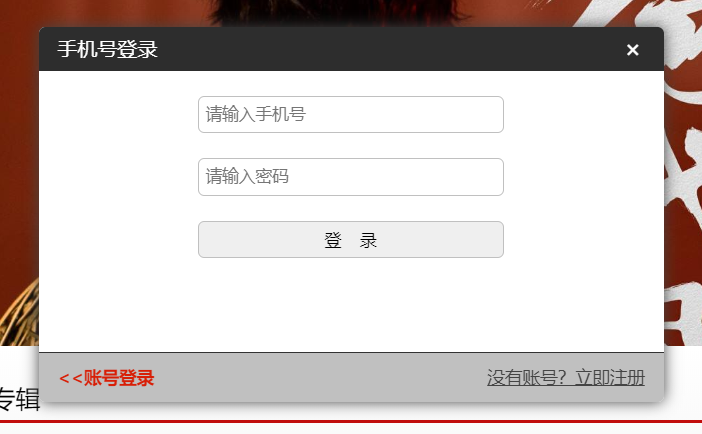 手机号登录 ×
请输入手机号
请输入密码
登 录
<<账号登录 没有账号？立即注册
专辑